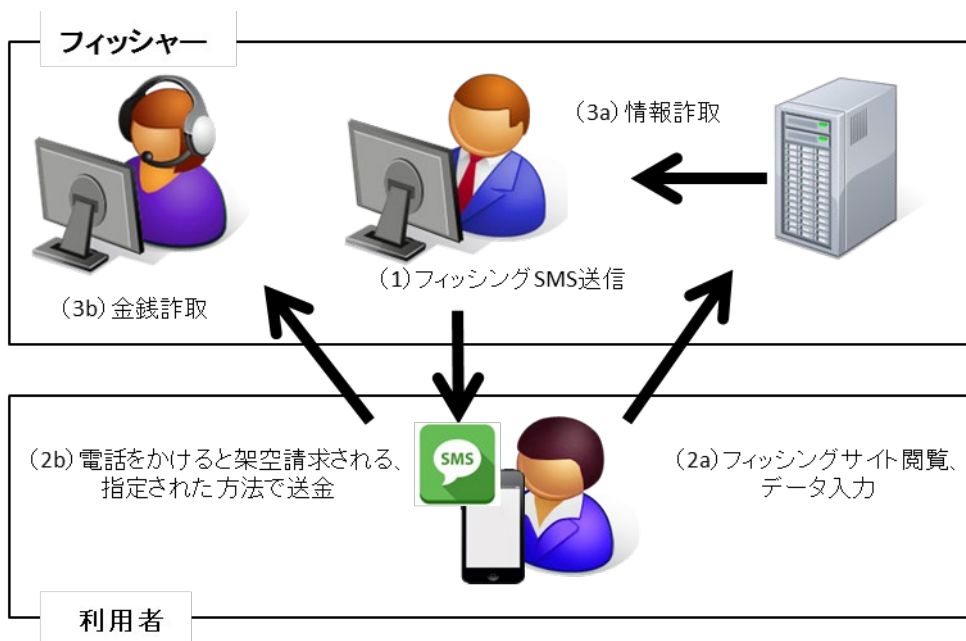 フィッシャー
(3a) 情報詐取
(1) フィッシングSMS送信
(3b) 金銭詐取
(2b) 電話をかけると架空請求される、
指定された方法で送金
SMS
(2a) フィッシングサイト閲覧、
データ入力
利用者